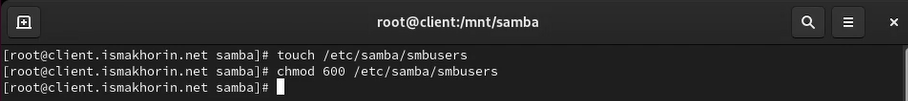 root@client:/mnt/samba
[root@client.ismakhorin.net samba]# touch /etc/samba/smbusers
[root@client.ismakhorin.net samba]# chmod 600 /etc/samba/smbusers
[root@client.ismakhorin.net samba]#